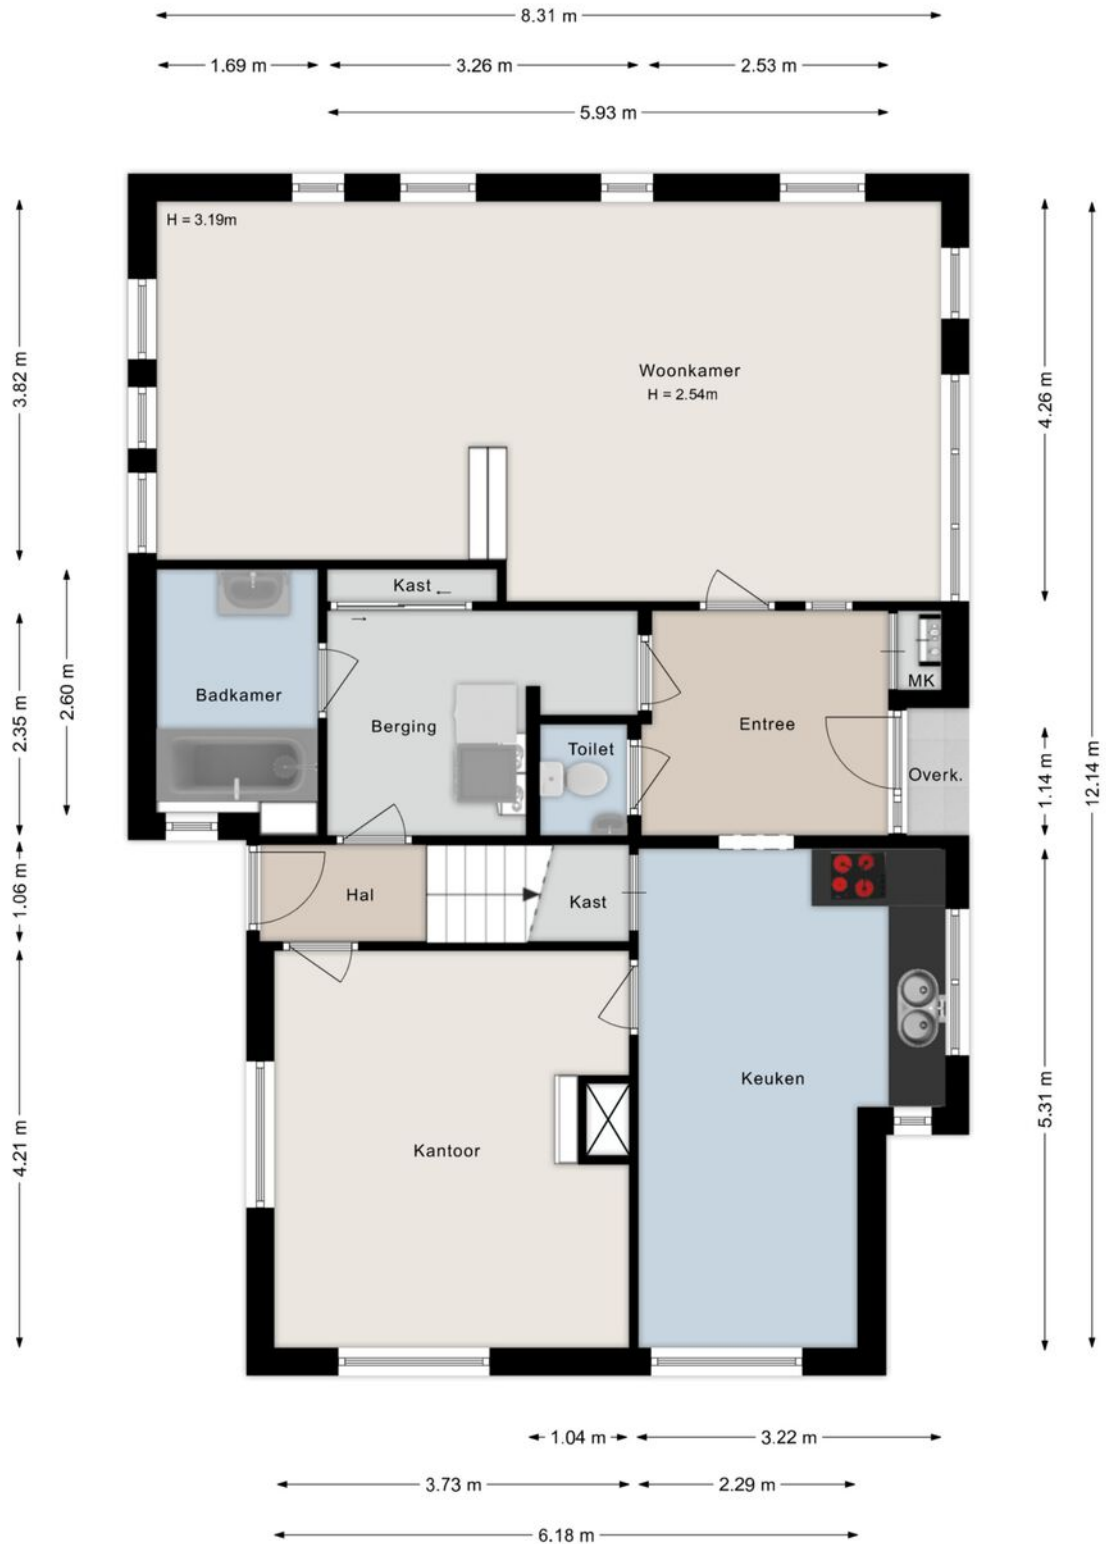 8.31 m
1.69 m
3.26 m
2.53 m
5.93 m
H = 3.19m
3.82 m
Woonkamer
H = 2.54m
4.26 m
12.14 m
Kast
2.35 m
2.60 m
Badkamer
Berging
Toilet
Entree
MK
Overk.
1.14 m
1.06 m
Hal
Kast
Keuken
4.21 m
Kantoor
5.31 m
1.04 m
3.22 m
3.73 m
2.29 m
6.18 m